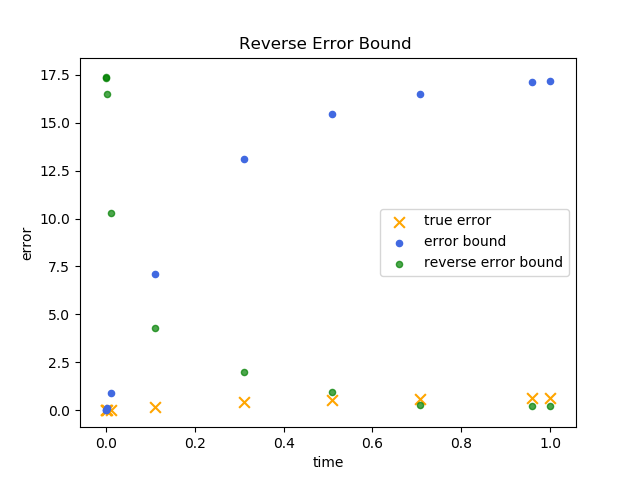 Reverse Error Bound
error
17.5
15.0
12.5
10.0
7.5
5.0
2.5
0.0
true error
error bound
reverse error bound
0.0 0.2 0.4 0.6 0.8 1.0
time